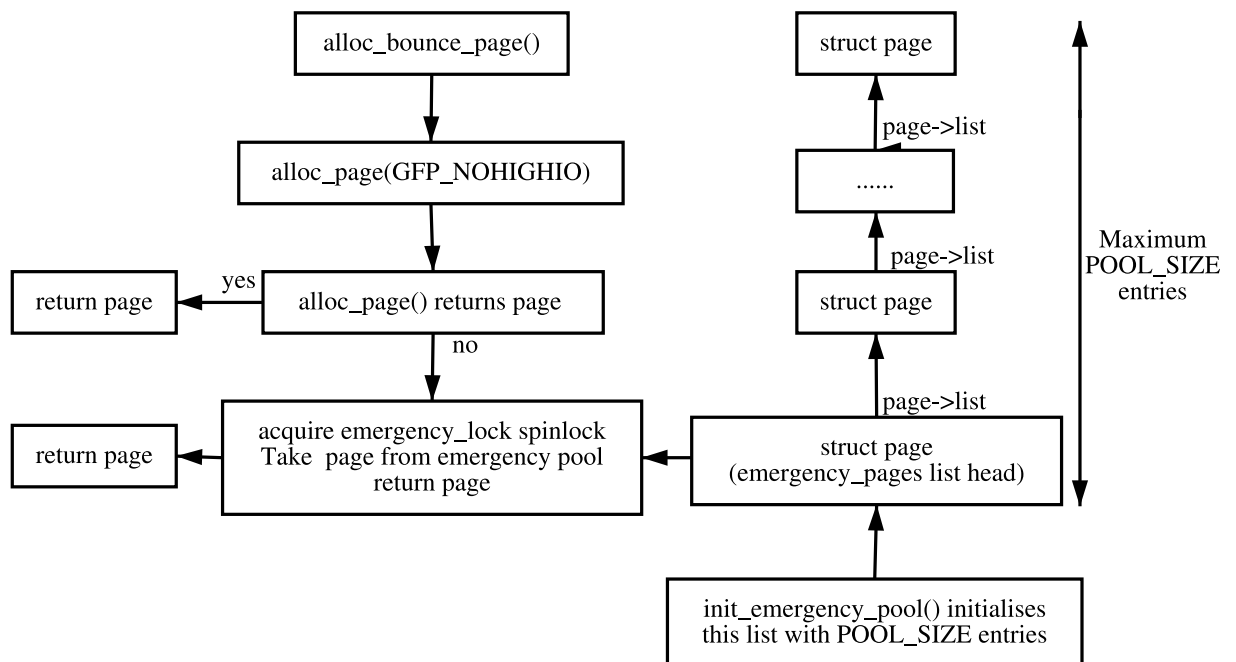 alloc_bounce_page()
struct page
page->list
alloc_page(GFP_NOHIGHIO)
......
Maximum
POOL_SIZE
entries
page->list
return page
yes
alloc_page() returns page
struct page
no
page->list
return page
acquire emergency_lock spinlock
Take page from emergency pool
return page
struct page
(emergency_pages list head)
init_emergency_pool() initialises
this list with POOL_SIZE entries